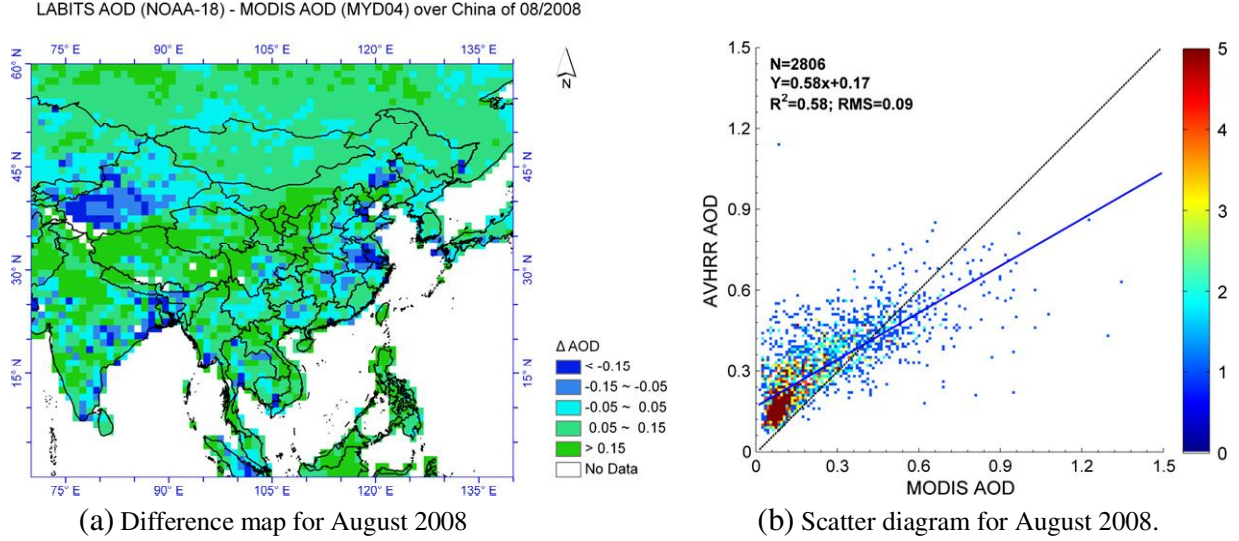 LABITS AOD (NOAA-18) - MODIS AOD (MYD04) over China of 08/2008
75° E 90° E 105° E 120° E 135° E
60° N
45° N
30° N
15° N
60° N
45° N
30° N
15° N
75° E 90° E 105° E 120° E 135° E
N
Δ AOD
< -0.15
-0.15 ~ -0.05
-0.05 ~ 0.05
0.05 ~ 0.15
> 0.15
No Data
(a) Difference map for August 2008
N=2806
Y=0.58x+0.17
R²=0.58; RMS=0.09
AVHRR AOD
1.5
1.2
0.9
0.6
0.3
0
0 0.3 0.6 0.9 1.2 1.5
MODIS AOD
5
4
3
2
1
0
(b) Scatter diagram for August 2008.